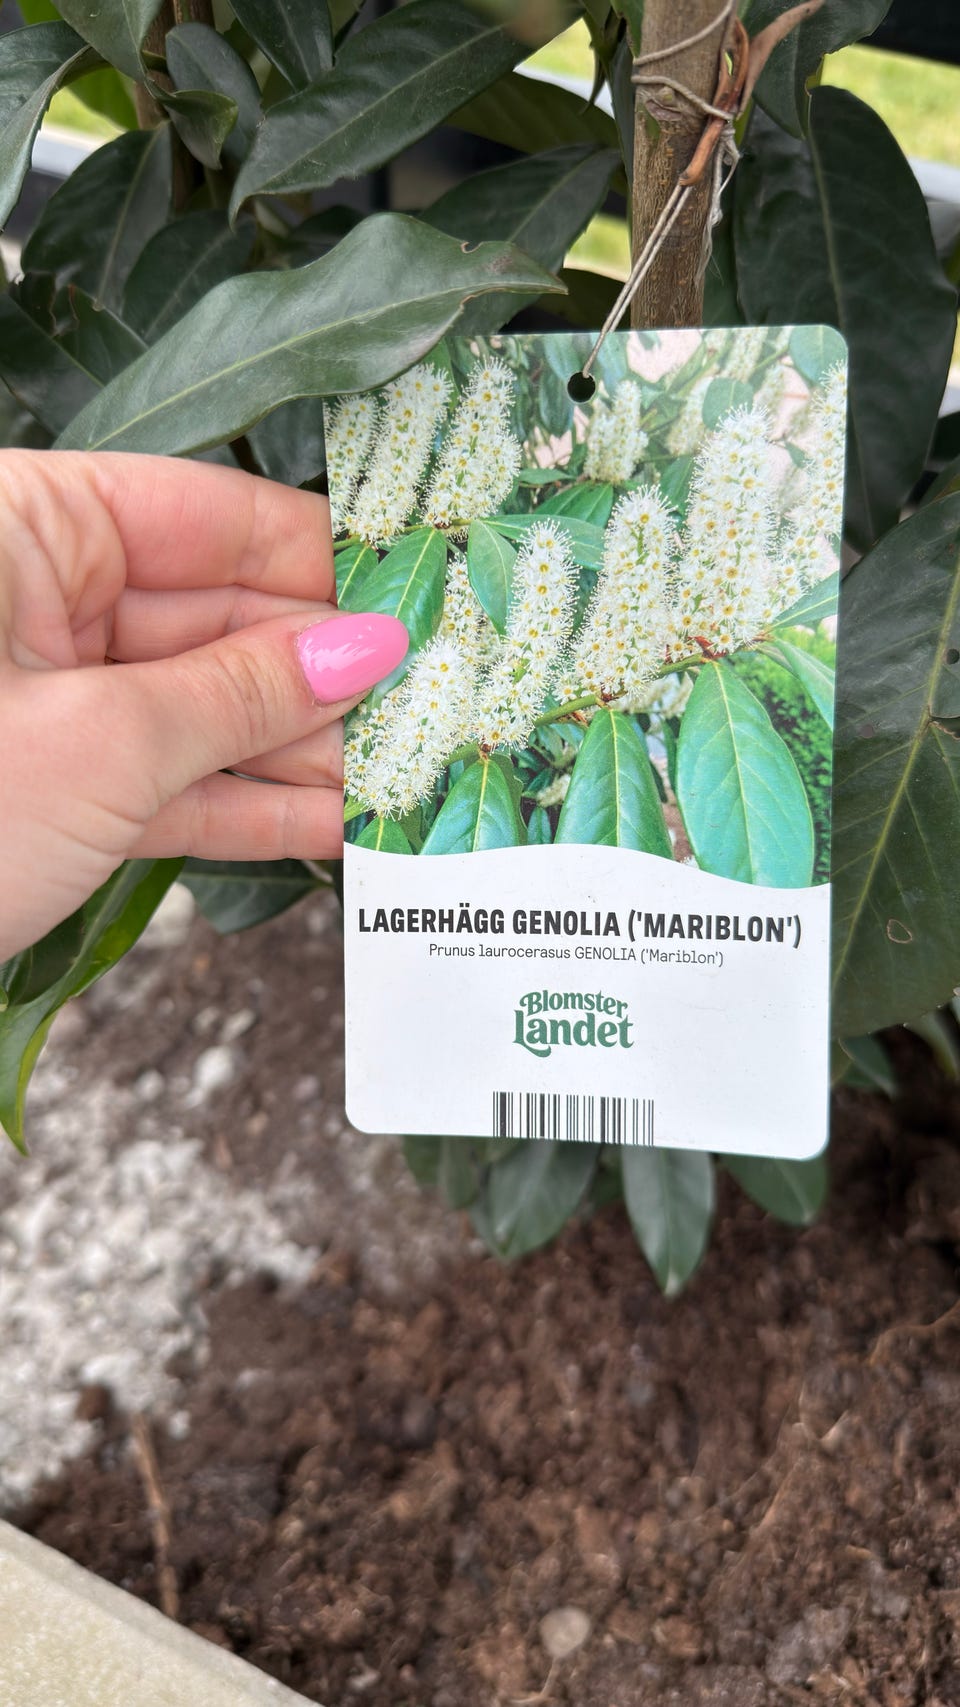 LAGERHÄGG GENOLIA ('MARIBLON')
Prunus laurocerasus GENOLIA ('Mariblon')
Blomster
Landet